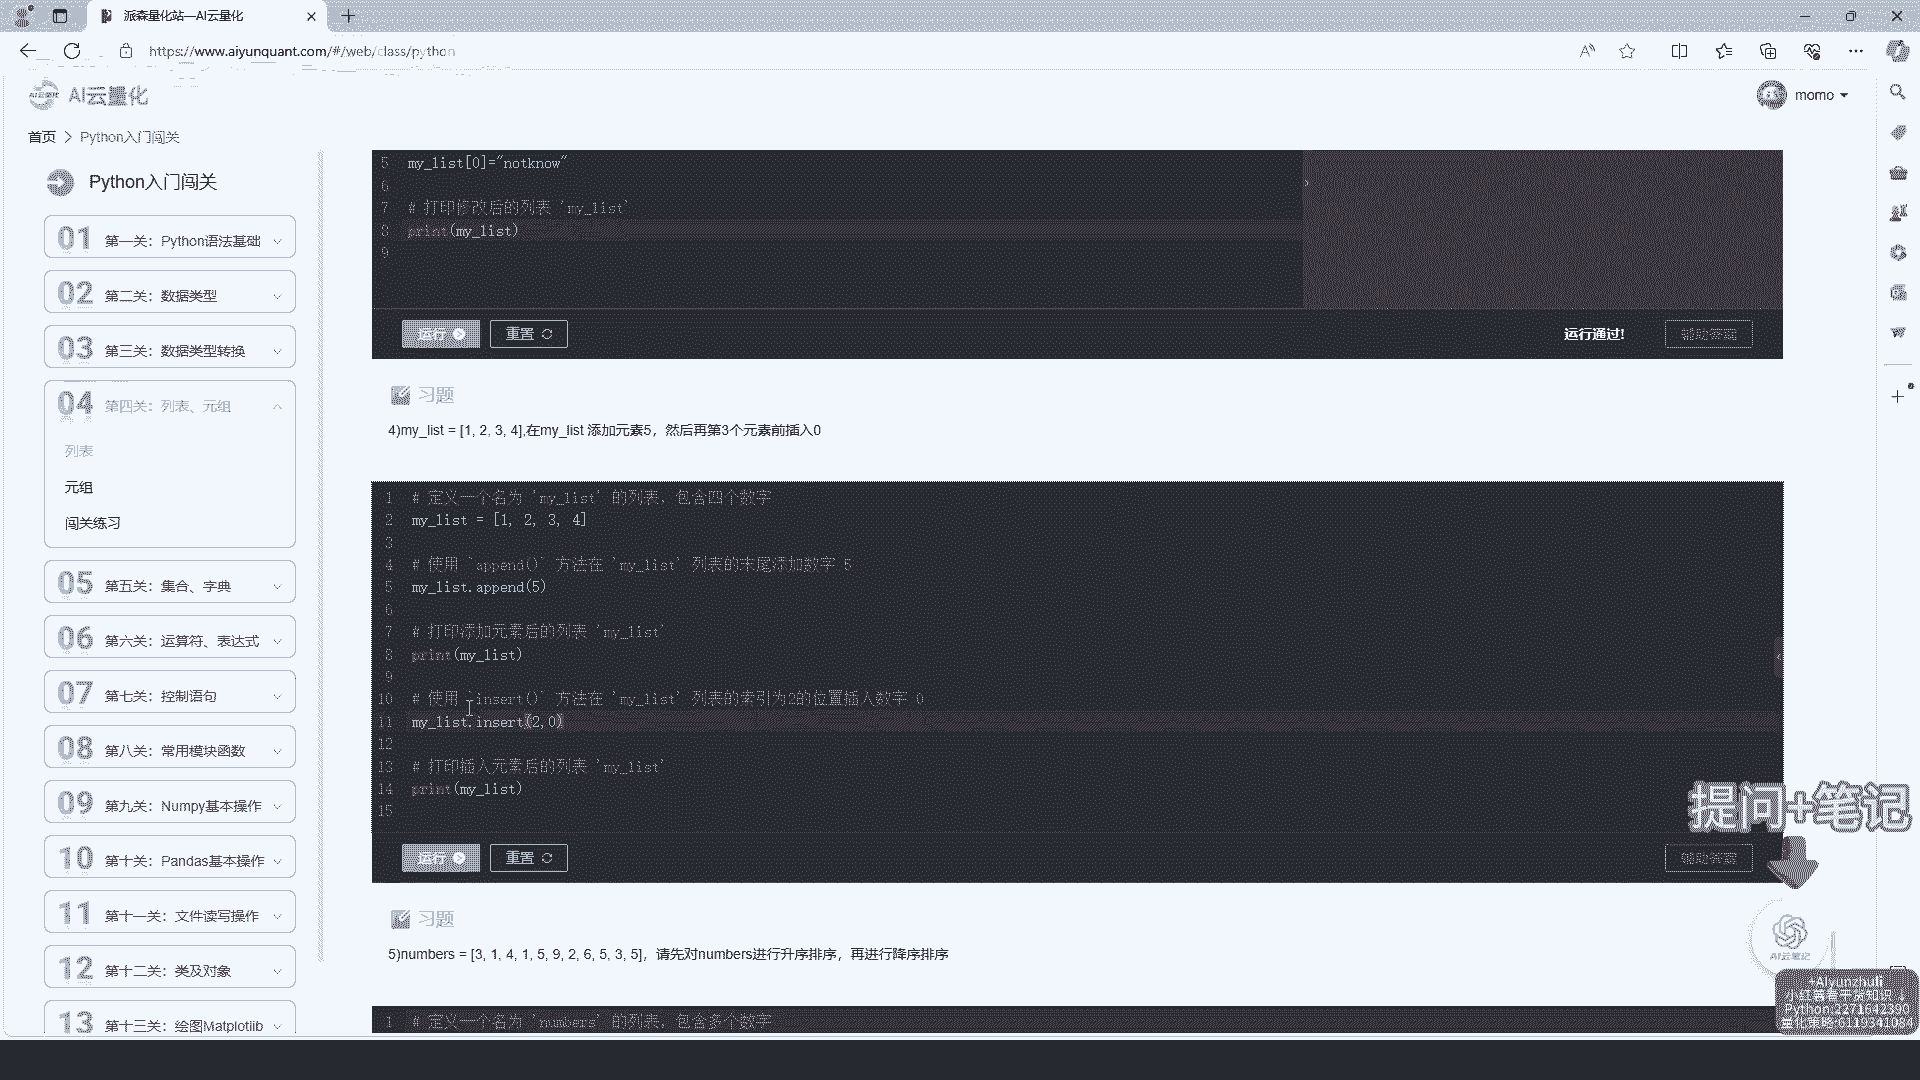 派森量化站—AI云量化
https://www.aiyunquant.com/#/web/class/python
AI云量化
momo
首页 > Python入门闯关
Python入门闯关
01 第一关：Python语法基础
02 第二关：数据类型
03 第三关：数据类型转换
04 第四关：列表、元组
列表
元组
闯关练习
05 第五关：集合、字典
06 第六关：运算符、表达式
07 第七关：控制语句
08 第八关：常用模块函数
09 第九关：Numpy基本操作
10 第十关：Pandas基本操作
11 第十一关：文件读写操作
12 第十二关：类及对象
13 第十三关：绘图Matplotlib
5 my_list[0]="notknow"
6
7 # 打印修改后的列表 'my_list'
8 print(my_list)
9
运行 重置 运行通过! 辅助答案
习题
4)my_list = [1, 2, 3, 4],在my_list 添加元素5，然后再第3个元素前插入0
1 # 定义一个名为 'my_list' 的列表，包含四个数字
2 my_list = [1, 2, 3, 4]
3
4 # 使用 `append()` 方法在 'my_list' 列表的末尾添加数字 5
5 my_list.append(5)
6
7 # 打印添加元素后的列表 'my_list'
8 print(my_list)
9
10 # 使用 `insert()` 方法在 'my_list' 列表的索引为2的位置插入数字 0
11 my_list.insert(2,0)
12
13 # 打印插入元素后的列表 'my_list'
14 print(my_list)
15
运行 重置 辅助答案
习题
5)numbers = [3, 1, 4, 1, 5, 9, 2, 6, 5, 3, 5]，请先对numbers进行升序排序，再进行降序排序
1 # 定义一个名为 'numbers' 的列表，包含多个数字
提问+笔记
AI云笔记
+Aiyunzhuli
小红薯看干货知识 ↓
Python:2271642390
量化策略:6119341084